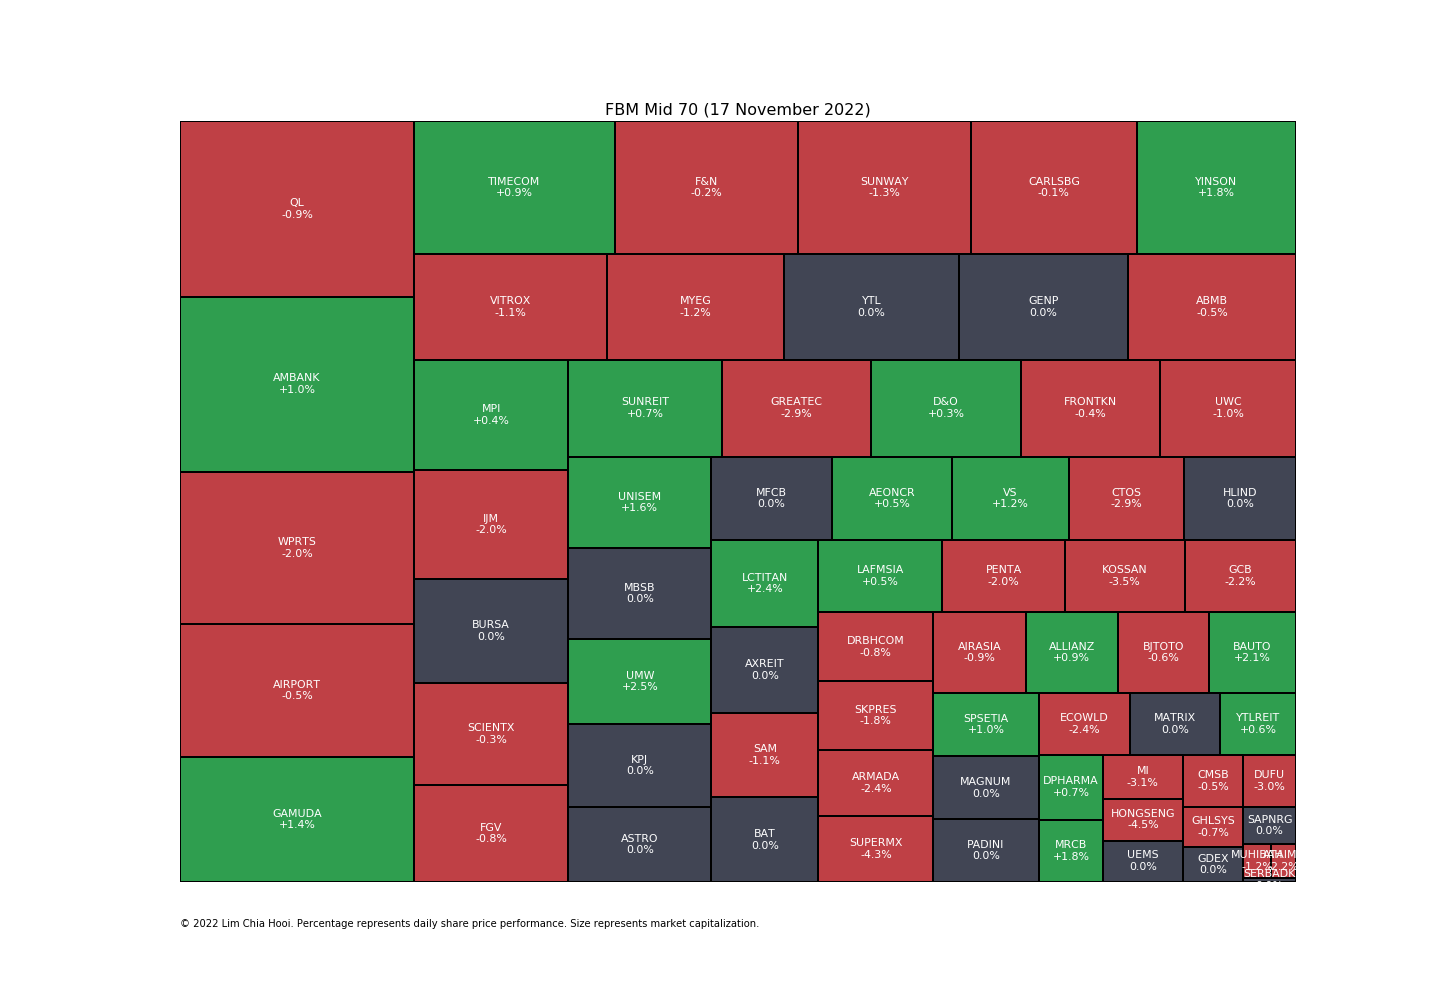 FBM Mid 70 (17 November 2022)
QL
-0.9%
AMBANK
+1.0%
WPRTS
-2.0%
AIRPORT
-0.5%
GAMUDA
+1.4%
TIMECOM
+0.9%
F&N
-0.2%
SUNWAY
-1.3%
CARLSBG
-0.1%
YINSON
+1.8%
VITROX
-1.1%
MYEG
-1.2%
YTL
0.0%
GENP
0.0%
ABMB
-0.5%
MPI
+0.4%
IJM
-2.0%
BURSA
0.0%
SCIENTX
-0.3%
FGV
-0.8%
SUNREIT
+0.7%
GREATEC
-2.9%
D&O
+0.3%
FRONTKN
-0.4%
UWC
-1.0%
UNISEM
+1.6%
MBSB
0.0%
UMW
+2.5%
KPJ
0.0%
ASTRO
0.0%
MFCB
0.0%
AEONCR
+0.5%
VS
+1.2%
CTOS
-2.9%
HLIND
0.0%
LCTITAN
+2.4%
AXREIT
0.0%
SAM
-1.1%
BAT
0.0%
LAFMSIA
+0.5%
PENTA
-2.0%
KOSSAN
-3.5%
GCB
-2.2%
DRBHCOM
-0.8%
SKPRES
-1.8%
ARMADA
-2.4%
SUPERMX
-4.3%
AIRASIA
-0.9%
ALLIANZ
+0.9%
BJTOTO
-0.6%
BAUTO
+2.1%
SPSETIA
+1.0%
MAGNUM
0.0%
PADINI
0.0%
ECOWLD
-2.4%
MATRIX
0.0%
YTLREIT
+0.6%
DPHARMA
+0.7%
MRCB
+1.8%
MI
-3.1%
HONGSENG
-4.5%
UEMS
0.0%
CMSB
-0.5%
GHLSYS
-0.7%
GDEX
0.0%
DUFU
-3.0%
SAPNRG
0.0%
MUHIBAH
-1.2%
-2.2%
SERBADK
© 2022 Lim Chia Hooi. Percentage represents daily share price performance. Size represents market capitalization.